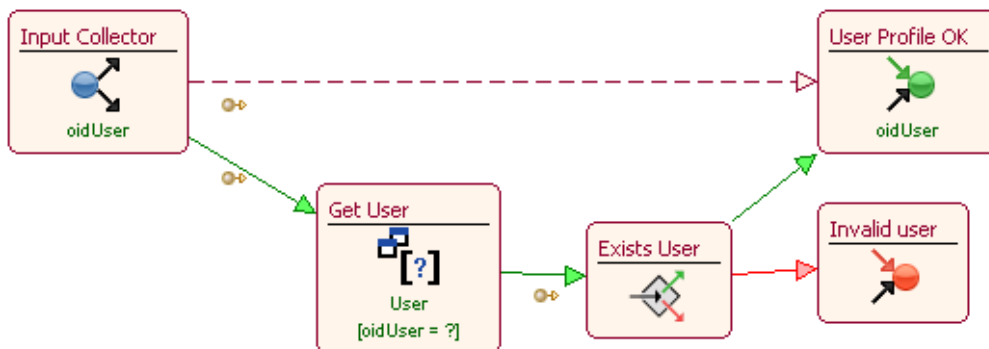 Input Collector
oidUser
User Profile OK
oidUser
Get User
[?]
User
[oidUser = ?]
Exists User
Invalid user